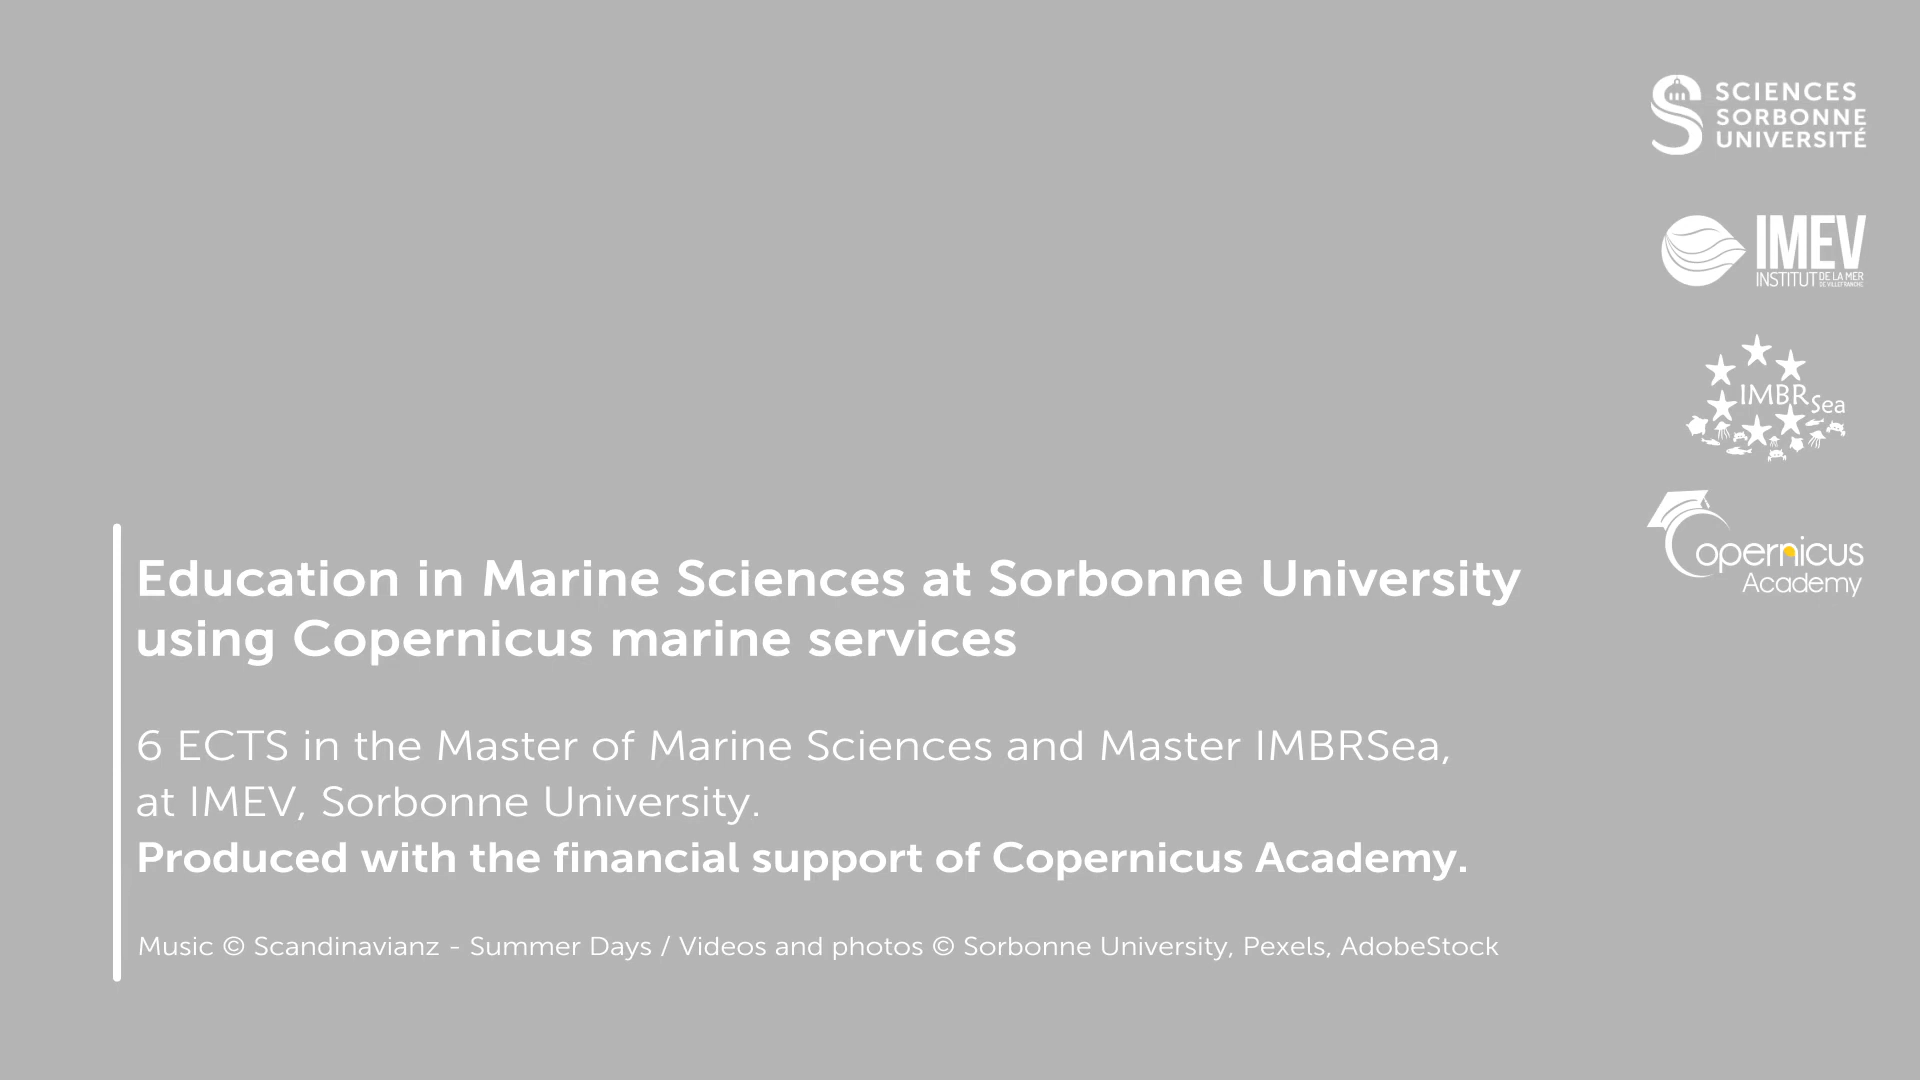 SCIENCES
SORBONNE
UNIVERSITÉ
IMEV
INSTITUT DE LA MER
DE VILLEFRANCHE
IMBRSea
Copernicus
Academy
Education in Marine Sciences at Sorbonne University
using Copernicus marine services
6 ECTS in the Master of Marine Sciences and Master IMBRSea,
at IMEV, Sorbonne University.
Produced with the financial support of Copernicus Academy.
Music © Scandinavianz - Summer Days / Videos and photos © Sorbonne University, Pexels, AdobeStock